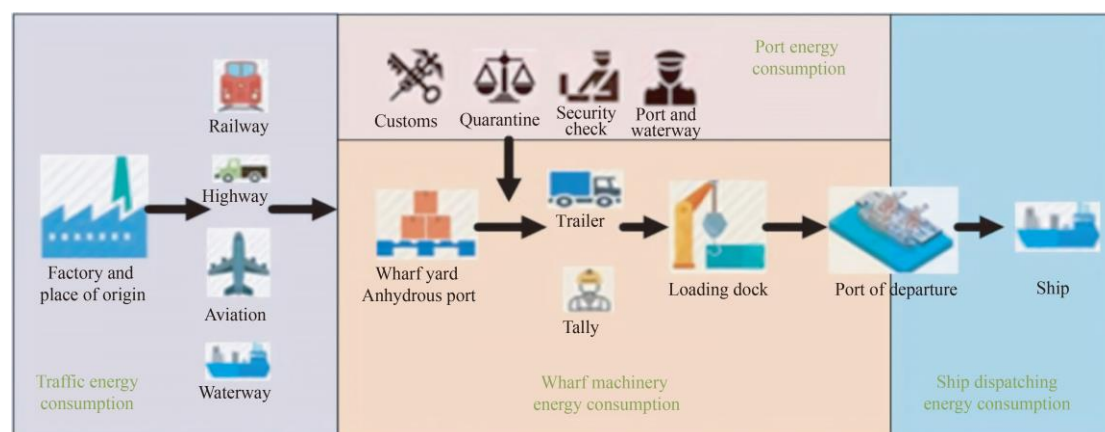 Railway
Highway
Factory and
place of origin
Aviation
Waterway
Traffic energy
consumption
Port energy
consumption
Customs
Quarantine
Security
check
Port and
waterway
Wharf yard
Anhydrous port
Trailer
Tally
Loading dock
Port of departure
Wharf machinery
energy consumption
Ship
Ship dispatching
energy consumption